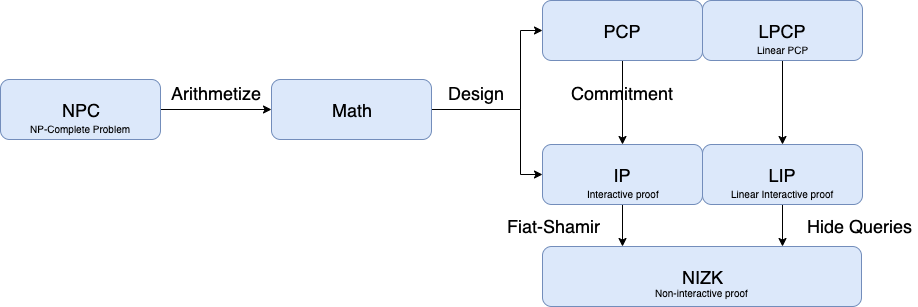 PCP
LPCP
Linear PCP
Arithmetize
Design
Commitment
NPC
NP-Complete Problem
Math
IP
Interactive proof
LIP
Linear Interactive proof
Fiat-Shamir
Hide Queries
NIZK
Non-interactive proof